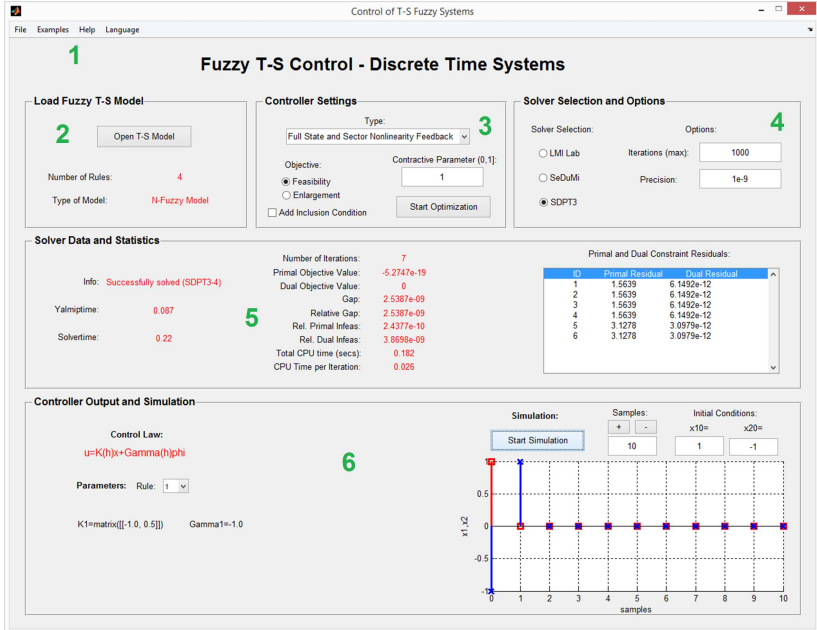 Control of T-S Fuzzy Systems
File Examples Help Language
1
Fuzzy T-S Control - Discrete Time Systems
Load Fuzzy T-S Model
2
Open T-S Model
Number of Rules: 4
Type of Model: N-Fuzzy Model
Controller Settings
Type:
3
Full State and Sector Nonlinearity Feedback
Objective:
Contractive Parameter (0,1]:
Feasibility
1
Enlargement
Add Inclusion Condition
Start Optimization
Solver Selection and Options
4
Solver Selection:
Options:
LMI Lab
Iterations (max): 1000
SeDuMi
Precision: 1e-9
SDPT3
Solver Data and Statistics
Info: Successfully solved (SDPT3-4)
Yalmiptime: 0.087
Solvertime: 0.22
5
Number of Iterations: 7
Primal Objective Value: -5.2747e-19
Dual Objective Value: 0
Gap: 2.5387e-09
Relative Gap: 2.5387e-09
Rel. Primal Infeas: 2.4377e-10
Rel. Dual Infeas: 3.8698e-09
Total CPU time (secs): 0.182
CPU Time per Iteration: 0.026
Primal and Dual Constraint Residuals:
ID Primal Residual Dual Residual
1 1.5639 6.1492e-12
2 1.5639 6.1492e-12
3 1.5639 6.1492e-12
4 1.5639 6.1492e-12
5 3.1278 3.0979e-12
6 3.1278 3.0979e-12
Controller Output and Simulation
Control Law:
u=K(h)x+Gamma(h)phi
Parameters: Rule: 1
K1=matrix([[-1.0, 0.5]]) Gamma1=-1.0
6
Simulation:
Start Simulation
Samples:
+ -
10
Initial Conditions:
x10= x20=
1 -1
1
0.5
0
-0.5
-1
x1,x2
0 1 2 3 4 5 6 7 8 9 10
samples